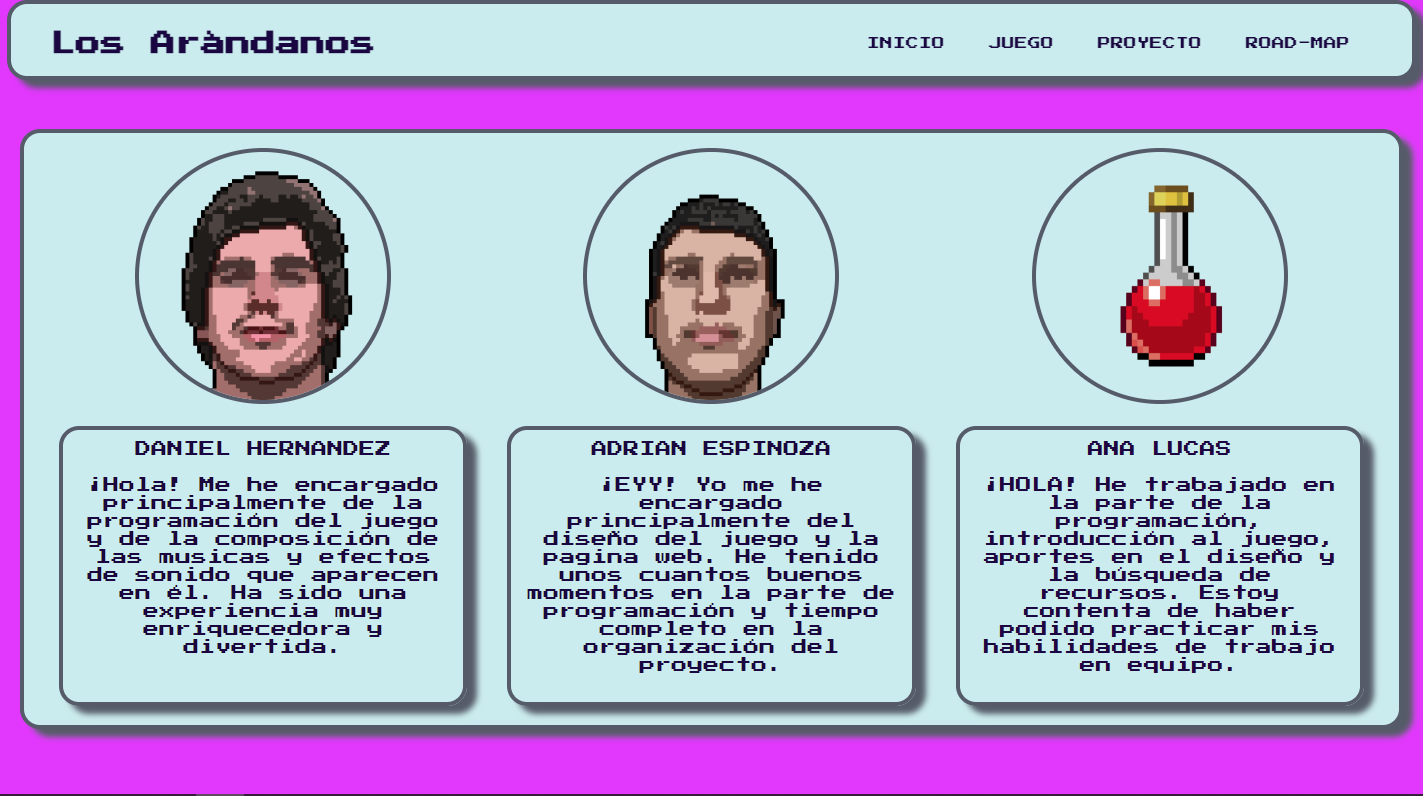 Los Aràndanos
INICIO JUEGO PROYECTO ROAD-MAP
DANIEL HERNANDEZ
¡Hola! Me he encargado
principalmente de la
programación del juego
y de la composición de
las musicas y efectos
de sonido que aparecen
en él. Ha sido una
experiencia muy
enriquecedora y
divertida.
ADRIAN ESPINOZA
¡EYY! Yo me he
encargado
principalmente del
diseño del juego y la
pagina web. He tenido
unos cuantos buenos
momentos en la parte de
programación y tiempo
completo en la
organización del
proyecto.
ANA LUCAS
¡HOLA! He trabajado en
la parte de la
programación,
introducción al juego,
aportes en el diseño y
la búsqueda de
recursos. Estoy
contenta de haber
podido practicar mis
habilidades de trabajo
en equipo.